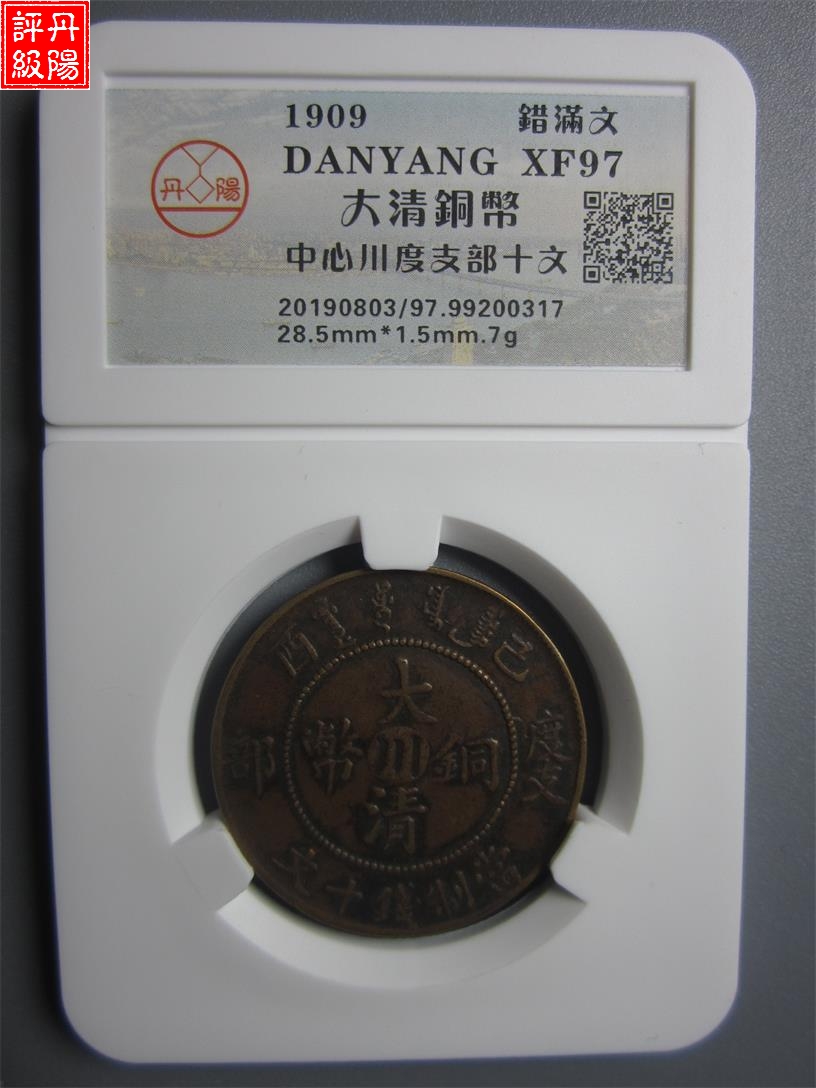 丹陽
評級
1909 錯滿文
DANYANG XF97
丹陽
大清銅幣
中心川度支部十文
20190803/97.99200317
28.5mm*1.5mm.7g
己酉
度支部
大清銅幣
川
當制錢十文